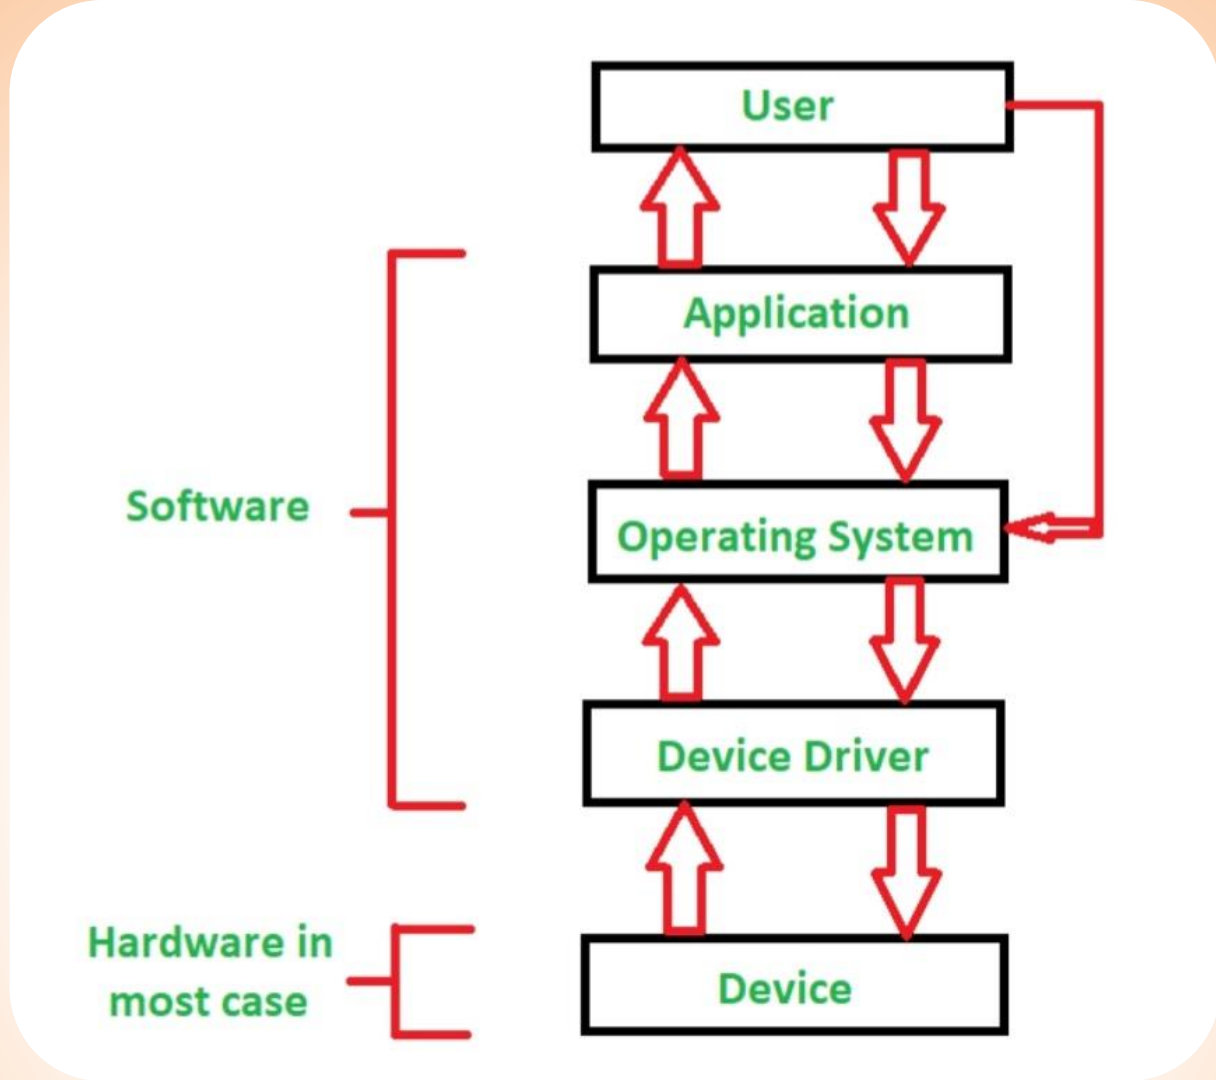 User
Application
Software
Operating System
Device Driver
Hardware in
most case
Device